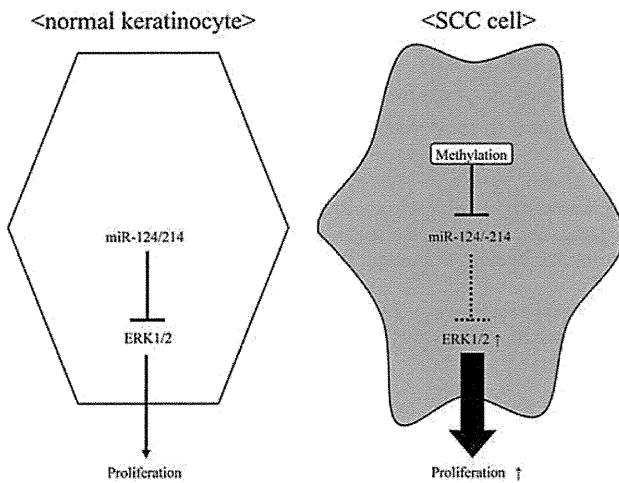 <normal keratinocyte>
miR-124/214
ERK1/2
Proliferation
<SCC cell>
Methylation
miR-124/-214
ERK1/2 ↑
Proliferation ↑